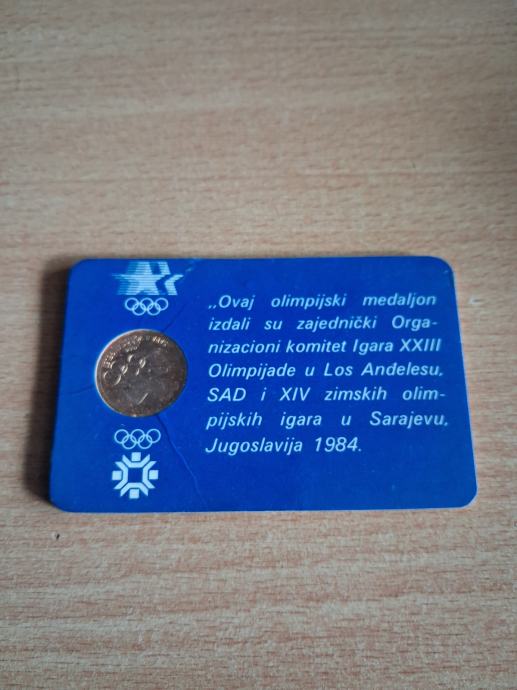 „Ovaj olimpijski medaljon
izdali su zajednički Orga-
nizacioni komitet Igara XXIII
Olimpijade u Los Anđelesu,
SAD i XIV zimskih olim-
pijskih igara u Sarajevu,
Jugoslavija 1984.